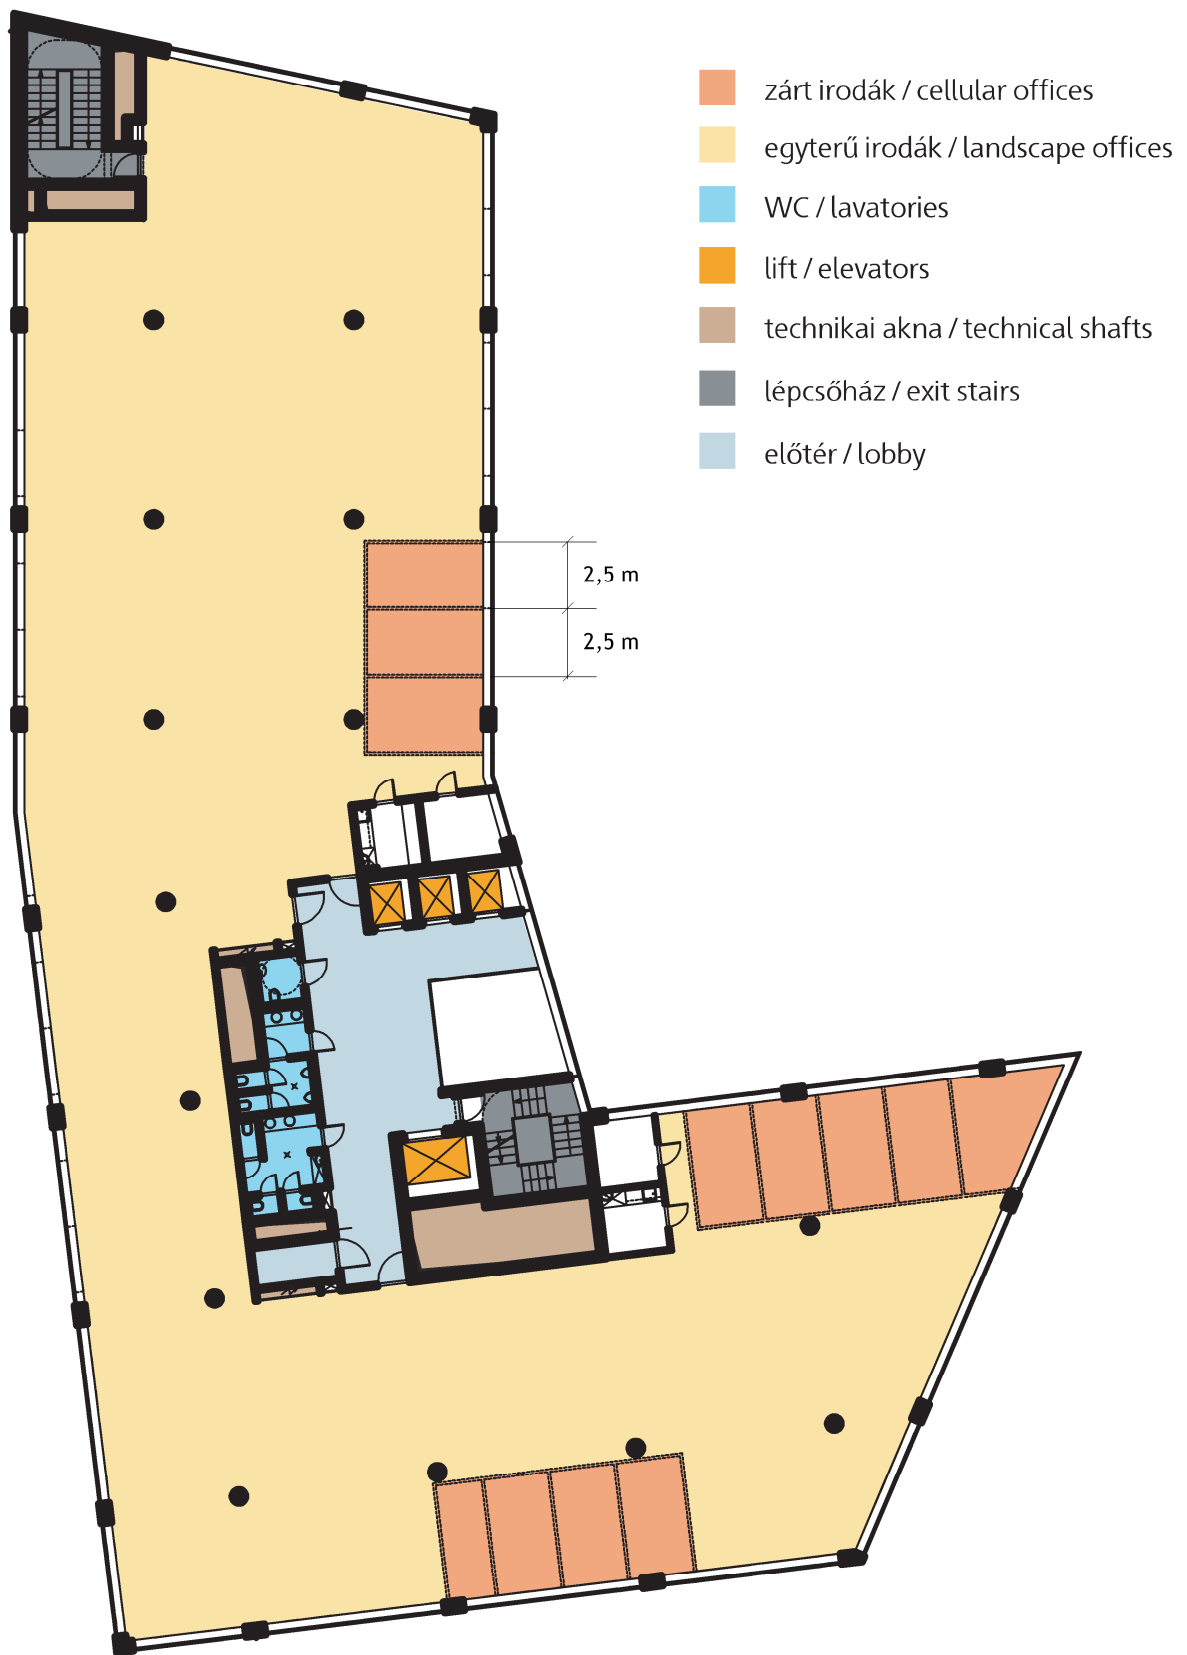 zárt irodák / cellular offices
egyterű irodák / landscape offices
WC / lavatories
lift / elevators
technikai akna / technical shafts
lépcsőház / exit stairs
előtér / lobby
2,5 m
2,5 m